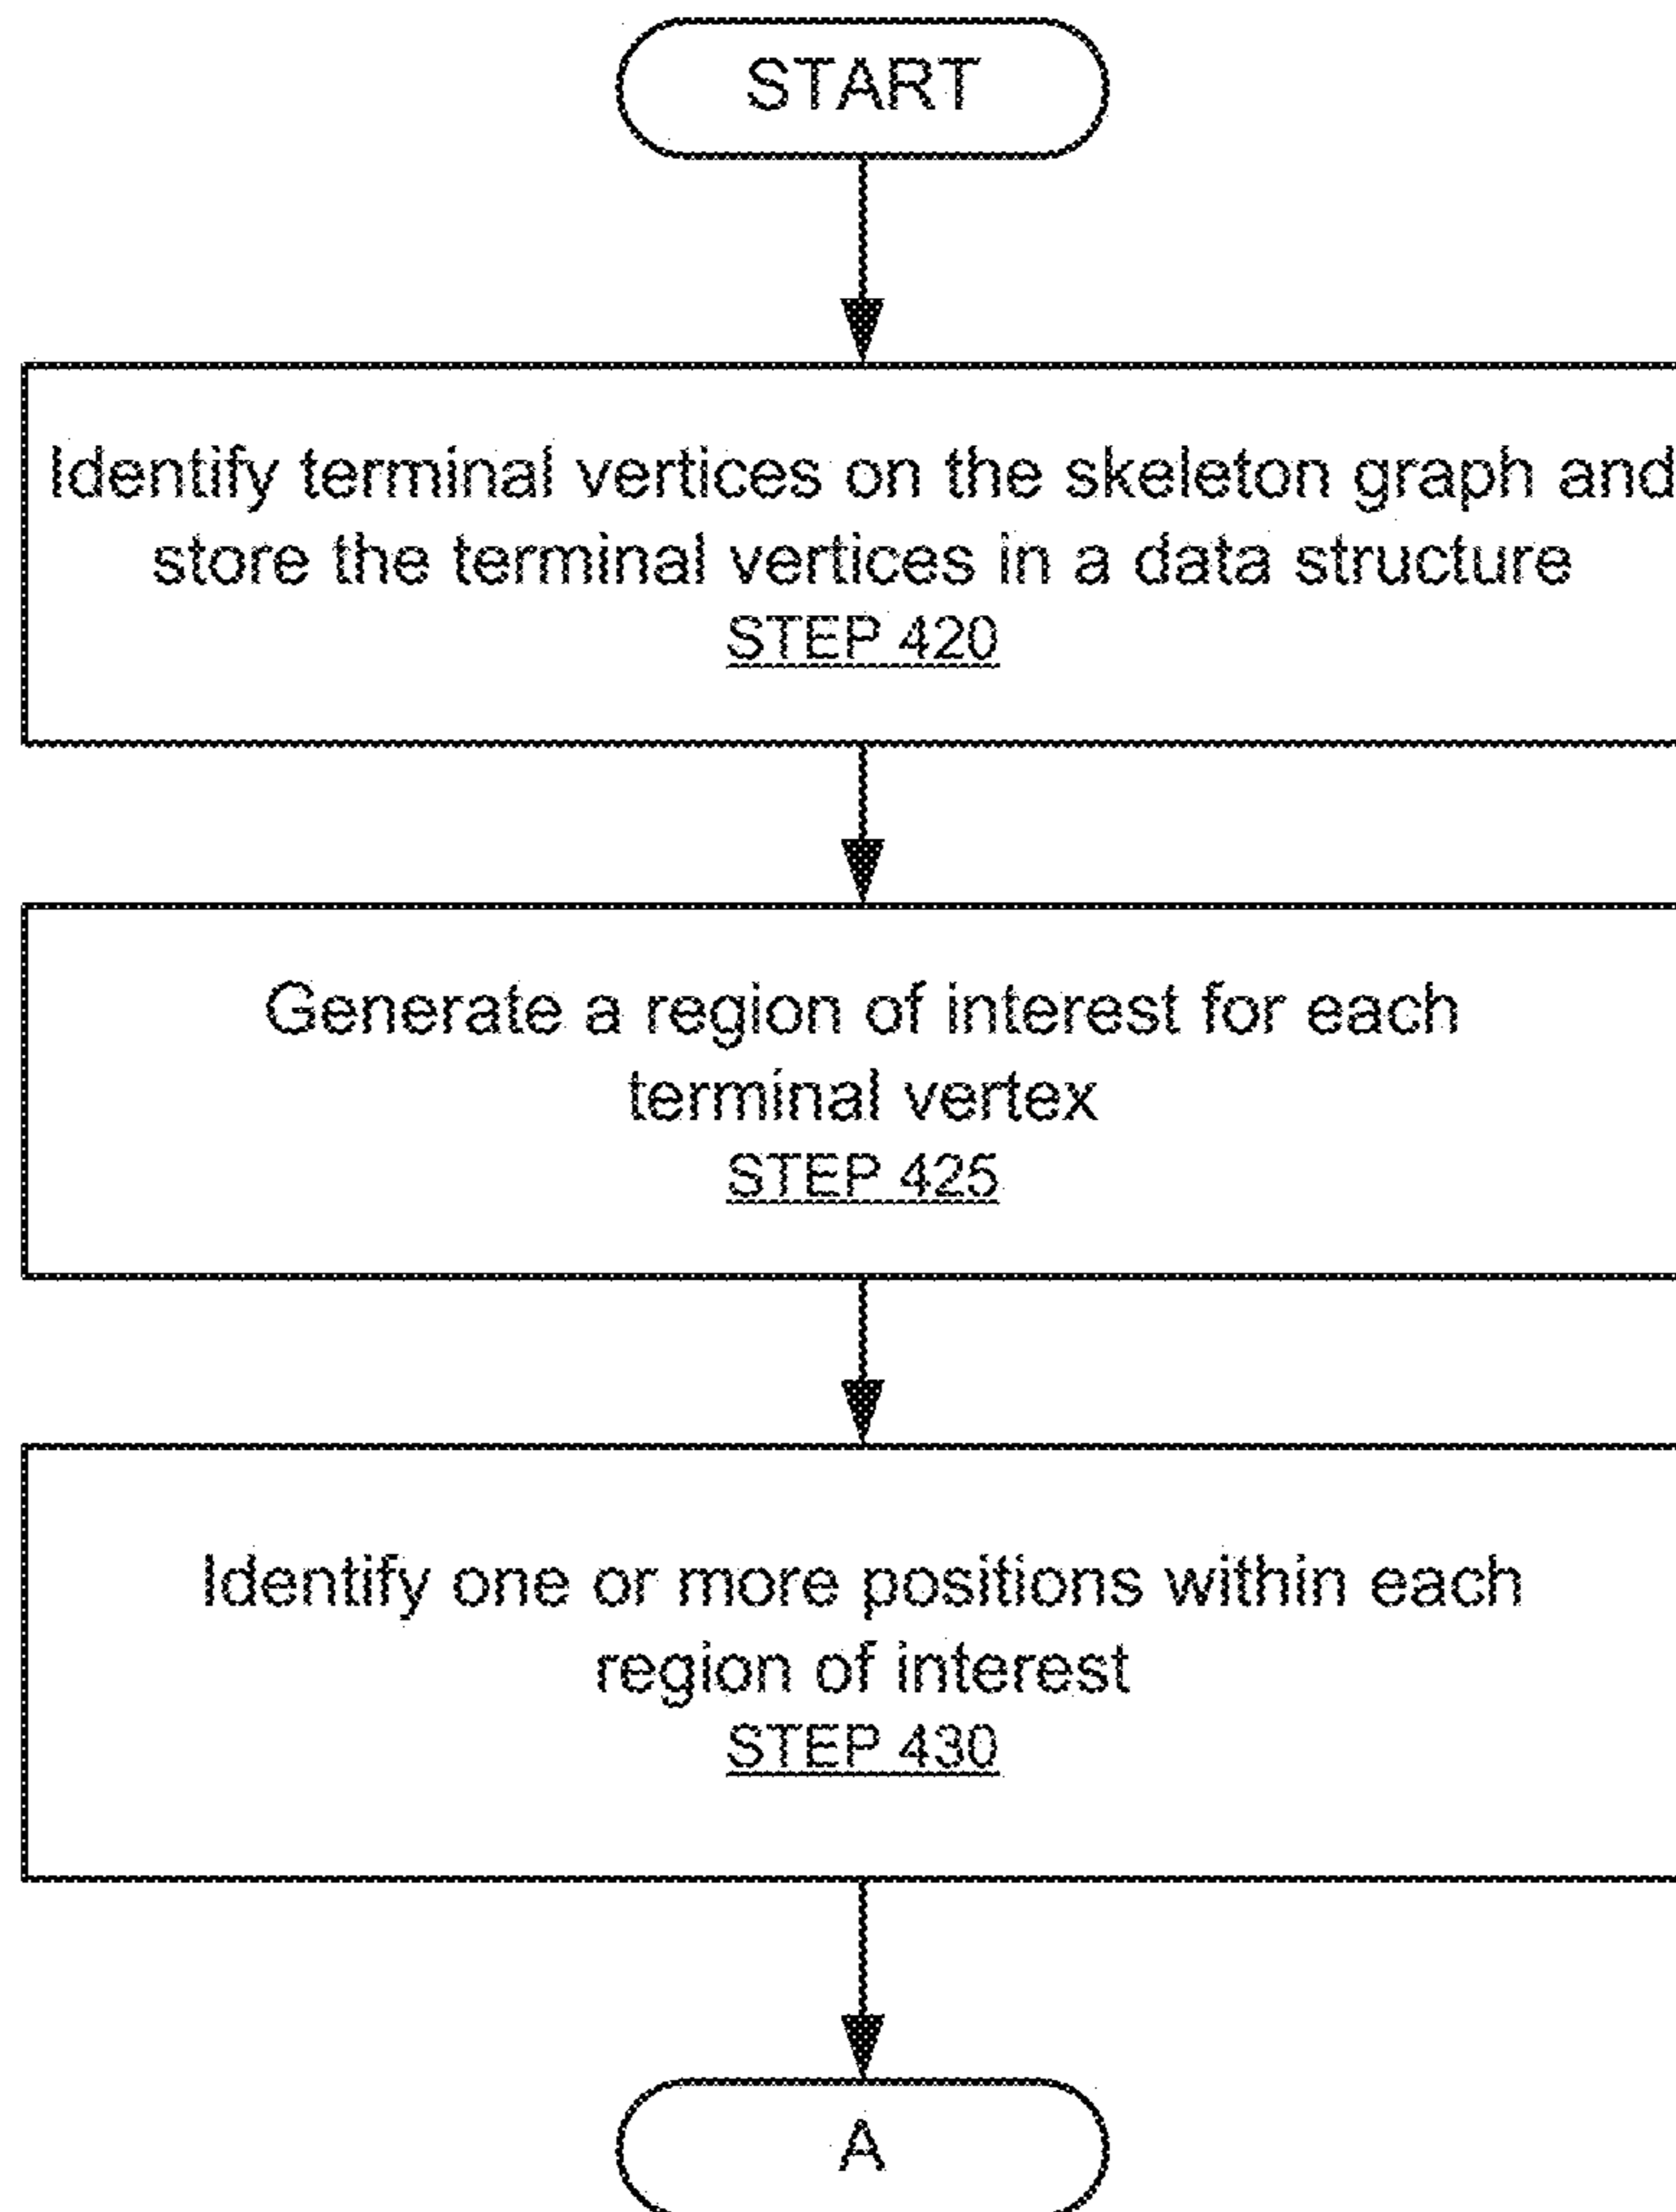 START
Identify terminal vertices on the skeleton graph and
store the terminal vertices in a data structure
STEP 420
Generate a region of interest for each
terminal vertex
STEP 425
Identify one or more positions within each
region of interest
STEP 430
A